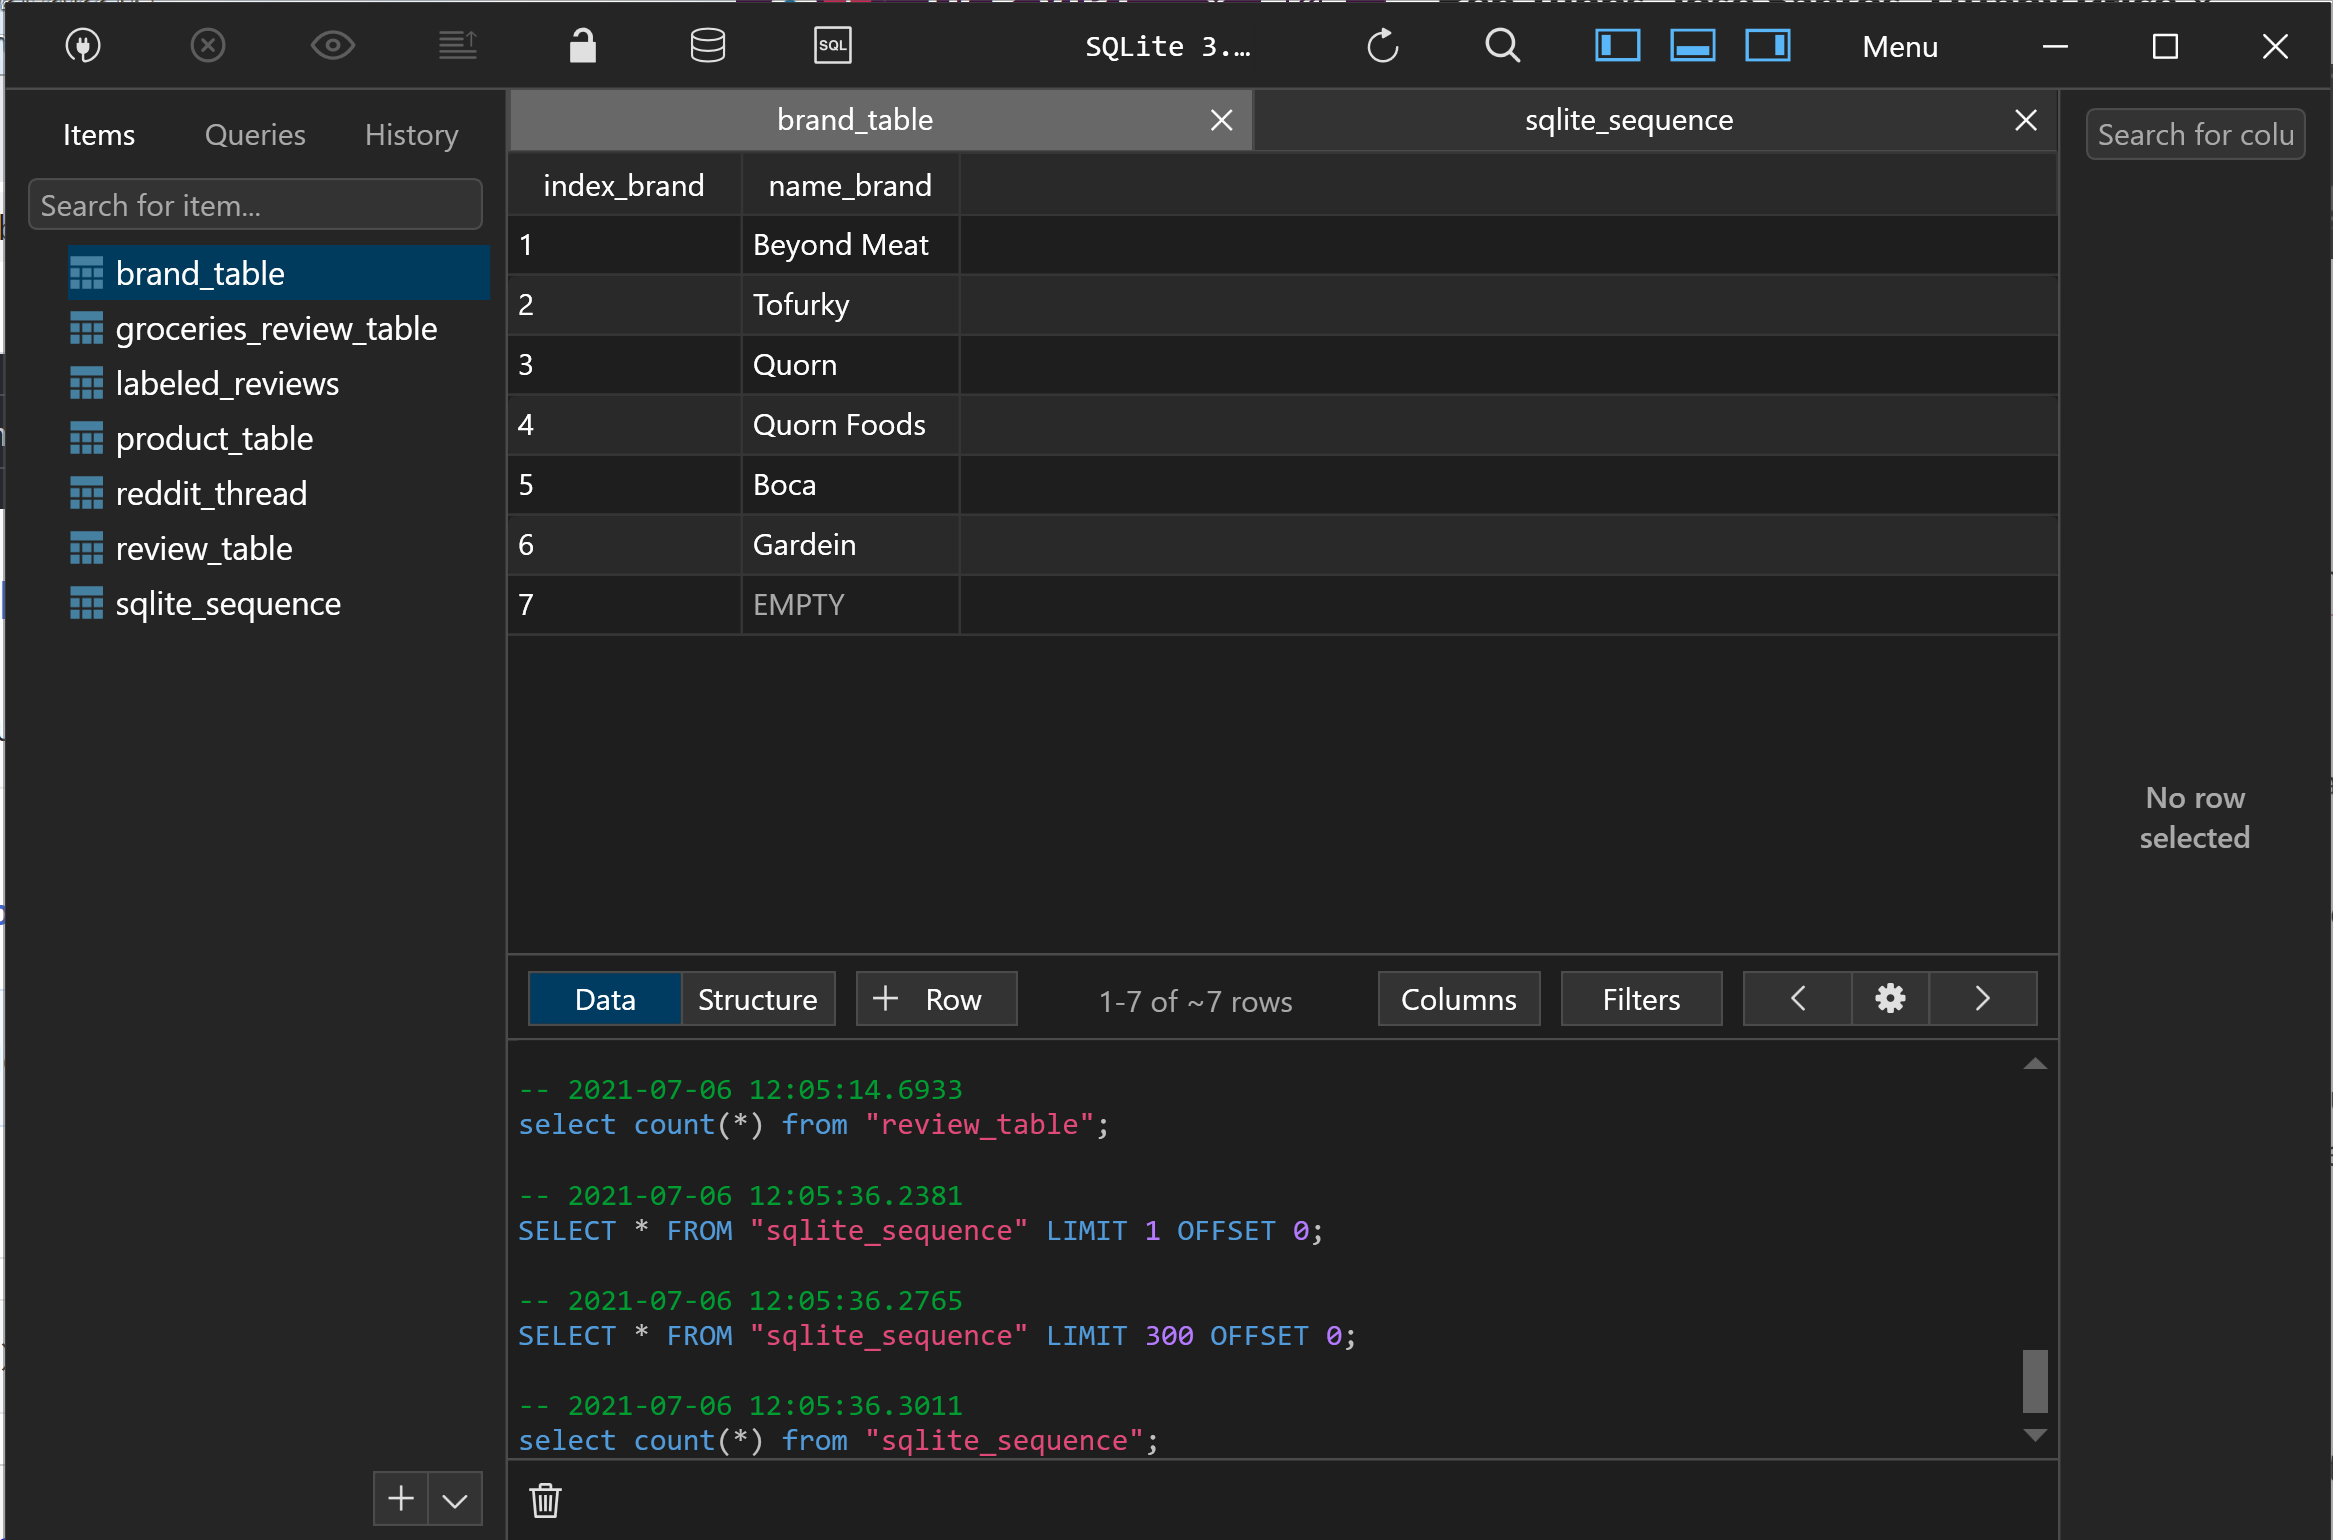 SQL
SQLite 3.…
Menu
Items Queries History
Search for item...
brand_table
groceries_review_table
labeled_reviews
product_table
reddit_thread
review_table
sqlite_sequence
brand_table
sqlite_sequence
index_brand name_brand
1 Beyond Meat
2 Tofurky
3 Quorn
4 Quorn Foods
5 Boca
6 Gardein
7 EMPTY
Data Structure Row 1-7 of ~7 rows Columns Filters
-- 2021-07-06 12:05:14.6933
select count(*) from "review_table";
-- 2021-07-06 12:05:36.2381
SELECT * FROM "sqlite_sequence" LIMIT 1 OFFSET 0;
-- 2021-07-06 12:05:36.2765
SELECT * FROM "sqlite_sequence" LIMIT 300 OFFSET 0;
-- 2021-07-06 12:05:36.3011
select count(*) from "sqlite_sequence";
Search for colu
No row
selected